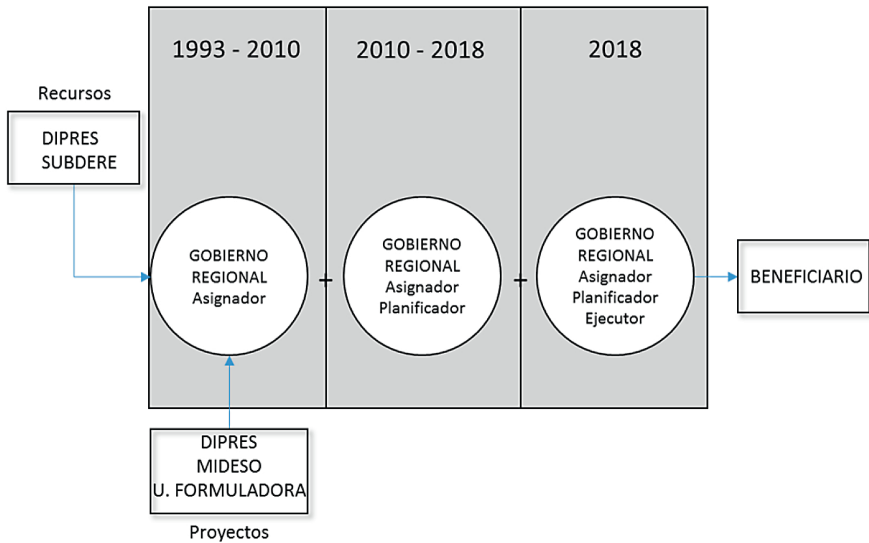 1993 - 2010
2010 - 2018
2018
Recursos
DIPRES
SUBDERE
GOBIERNO
REGIONAL
Asignador
+
GOBIERNO
REGIONAL
Asignador
Planificador
+
GOBIERNO
REGIONAL
Asignador
Planificador
Ejecutor
BENEFICIARIO
DIPRES
MIDESO
U. FORMULADORA
Proyectos